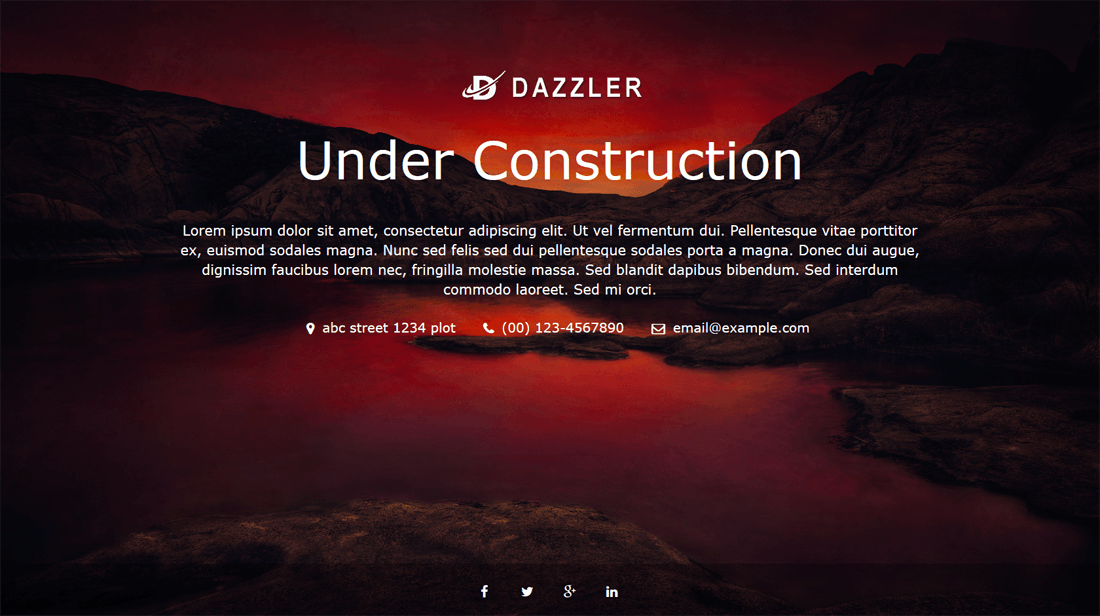 DAZZLER
Under Construction
Lorem ipsum dolor sit amet, consectetur adipiscing elit. Ut vel fermentum dui. Pellentesque vitae porttitor
ex, euismod sodales magna. Nunc sed felis sed dui pellentesque sodales porta a magna. Donec dui augue,
dignissim faucibus lorem nec, fringilla molestie massa. Sed blandit dapibus bibendum. Sed interdum
commodo laoreet. Sed mi orci.
abc street 1234 plot (00) 123-4567890 email@example.com